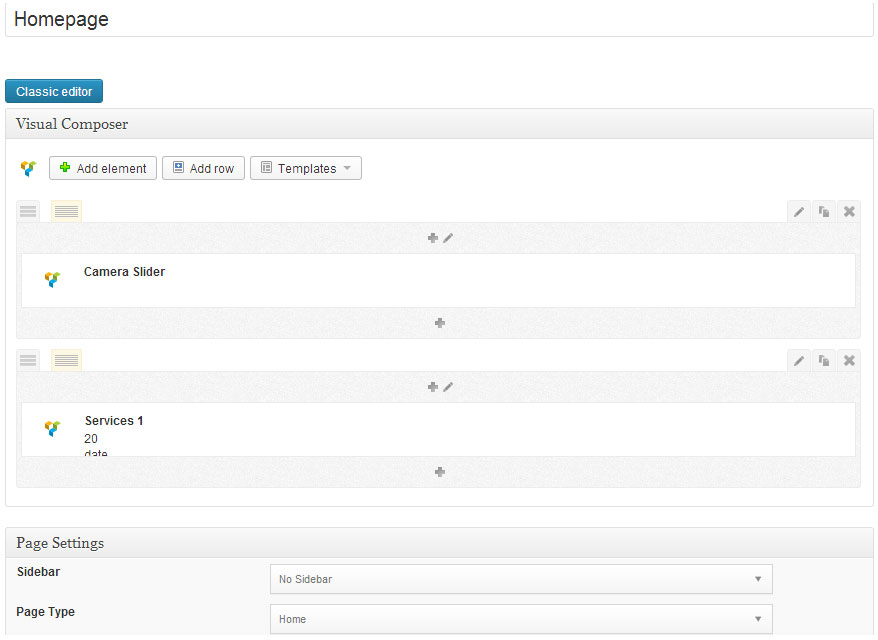 Homepage
Classic editor
Visual Composer
Add element Add row Templates
Camera Slider
Services 1
20
date
Page Settings
Sidebar No Sidebar
Page Type Home